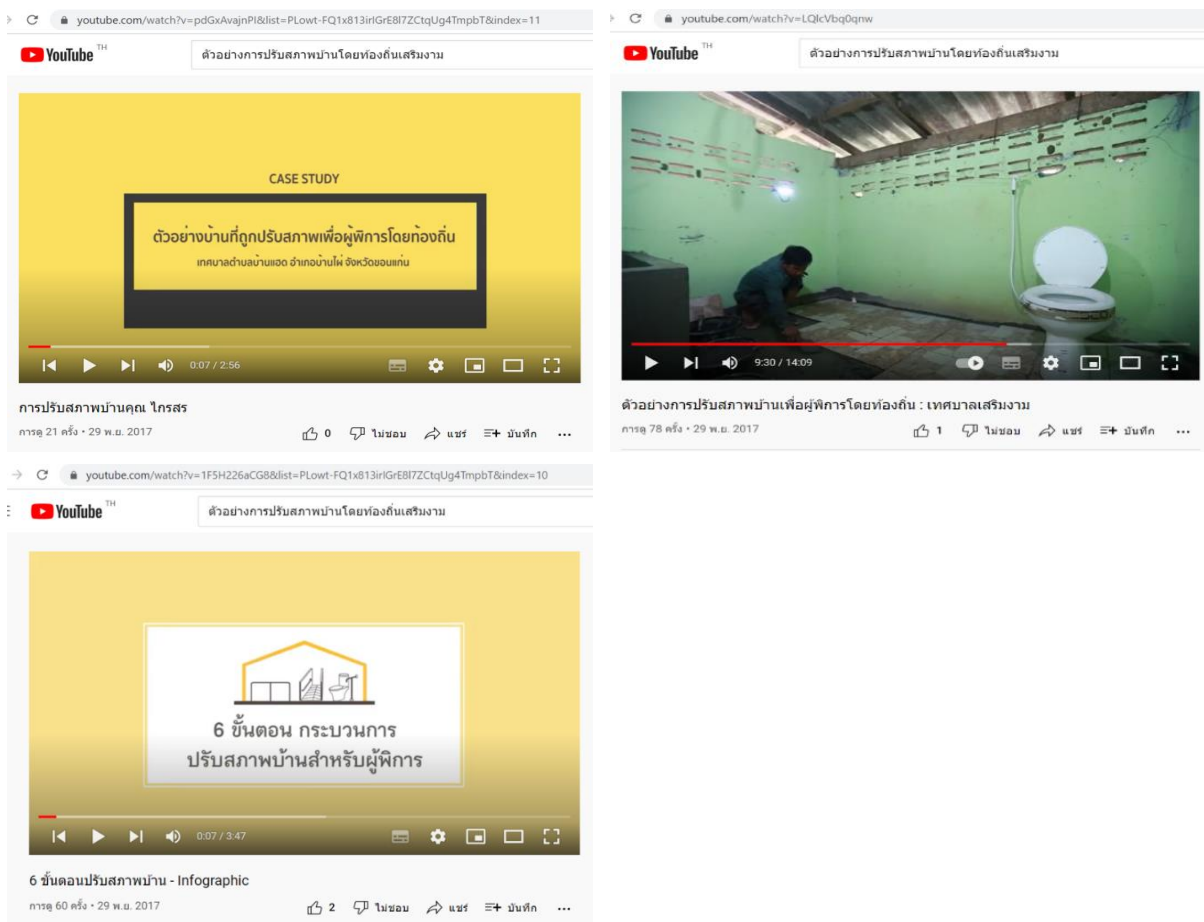 youtube.com/watch?v=pdGxAvajnPI&list=PLowt-FQ1x813irIGrE8l7ZCtqUg4TmpbT&index=11
YouTube TH
ตัวอย่างการปรับสภาพบ้านโดยท้องถิ่นเสริมงาม
CASE STUDY
ตัวอย่างบ้านที่ถูกปรับสภาพเพื่อผู้พิการโดยท้องถิ่น
เทศบาลตำบลบ้านแฮด อำเภอบ้านไผ่ จังหวัดขอนแก่น
0:07 / 2:56
การปรับสภาพบ้านคุณ ไกรสร
การดู 21 ครั้ง • 29 พ.ย. 2017
0 ไม่ชอบ แชร์ บันทึก
youtube.com/watch?v=LQlcVbq0qnw
YouTube TH
ตัวอย่างการปรับสภาพบ้านโดยท้องถิ่นเสริมงาม
9:30 / 14:09
ตัวอย่างการปรับสภาพบ้านเพื่อผู้พิการโดยท้องถิ่น : เทศบาลเสริมงาม
การดู 78 ครั้ง • 29 พ.ย. 2017
1 ไม่ชอบ แชร์ บันทึก
youtube.com/watch?v=1F5H226aCG8&list=PLowt-FQ1x813irIGrE8l7ZCtqUg4TmpbT&index=10
YouTube TH
ตัวอย่างการปรับสภาพบ้านโดยท้องถิ่นเสริมงาม
6 ขั้นตอน กระบวนการ
ปรับสภาพบ้านสำหรับผู้พิการ
0:07 / 3:47
6 ขั้นตอนปรับสภาพบ้าน - Infographic
การดู 60 ครั้ง • 29 พ.ย. 2017
2 ไม่ชอบ แชร์ บันทึก